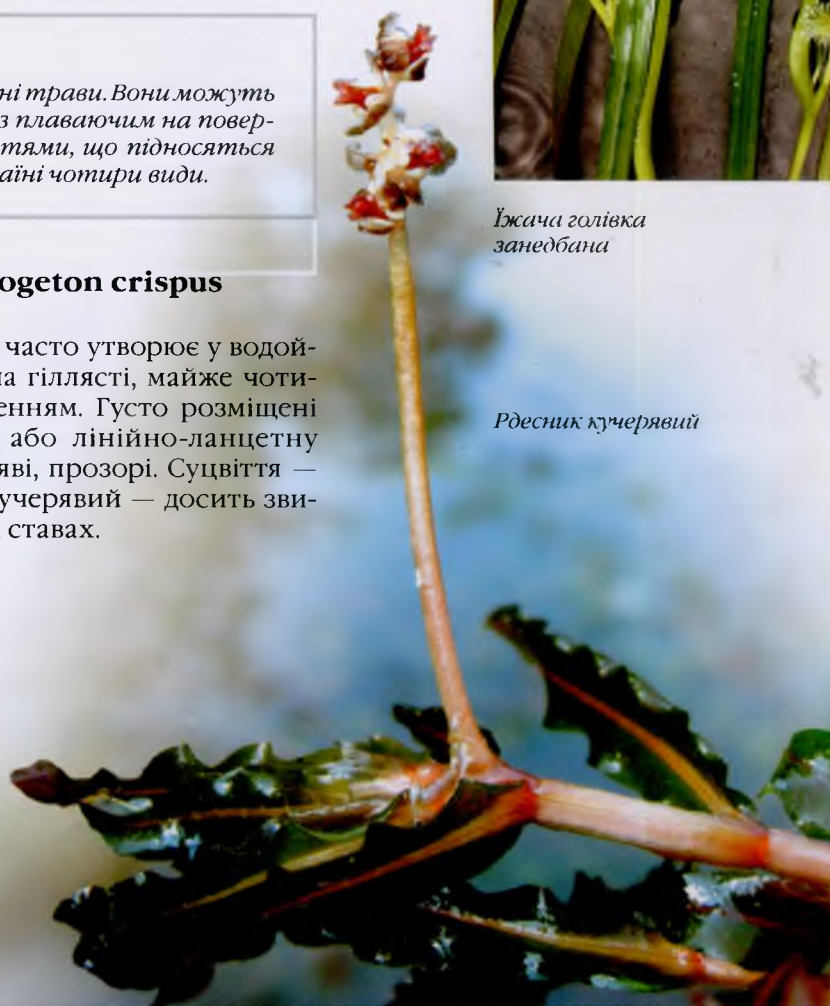 ні трави. Вони можуть
з плаваючим на повер-
тями, що підносяться
аїні чотири види.
ogeton crispus
часто утворює у водой-
а гіллясті, майже чоти-
енням. Густо розміщені
або лінійно-ланцетну
яві, прозорі. Суцвіття —
учерявий — досить зви-
ставах.
Їжача голівка
занедбана
Рдесник кучерявий